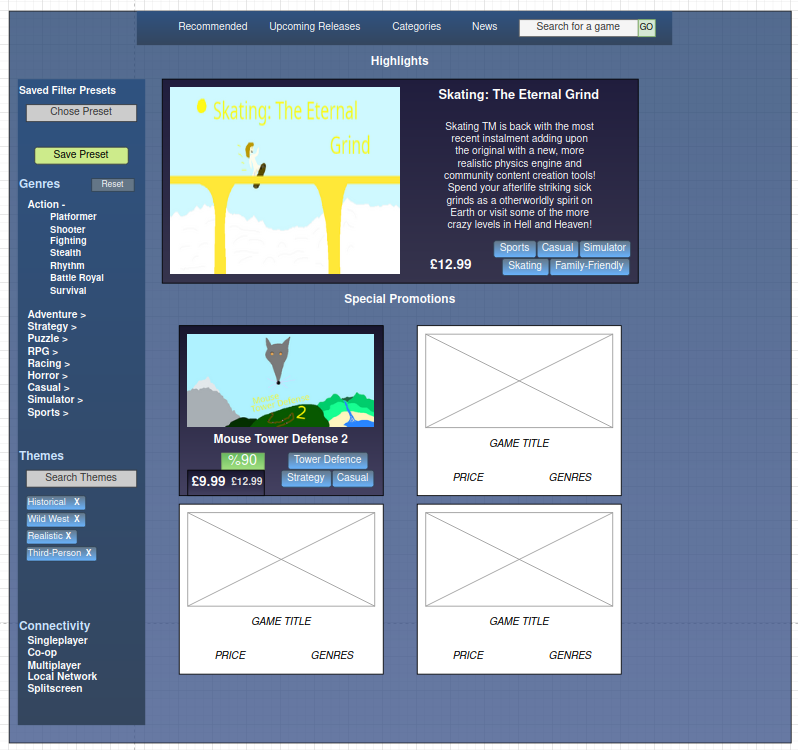 Recommended Upcoming Releases Categories News Search for a game GO
Highlights
Saved Filter Presets
Chose Preset
Save Preset
Genres Reset
Action -
Platformer
Shooter
Fighting
Stealth
Rhythm
Battle Royal
Survival
Adventure >
Strategy >
Puzzle >
RPG >
Racing >
Horror >
Casual >
Simulator >
Sports >
Themes
Search Themes
Historical X
Wild West X
Realistic X
Third-Person X
Connectivity
Singleplayer
Co-op
Multiplayer
Local Network
Splitscreen
Skating: The Eternal
Grind
Skating: The Eternal Grind
Skating TM is back with the most
recent instalment adding upon
the original with a new, more
realistic physics engine and
community content creation tools!
Spend your afterlife striking sick
grinds as a otherworldly spirit on
Earth or visit some of the more
crazy levels in Hell and Heaven!
Sports Casual Simulator
£12.99 Skating Family-Friendly
Special Promotions
2
Mouse Tower Defense 2
%90 Tower Defence
£9.99 £12.99 Strategy Casual
GAME TITLE
PRICE GENRES
GAME TITLE
PRICE GENRES
GAME TITLE
PRICE GENRES